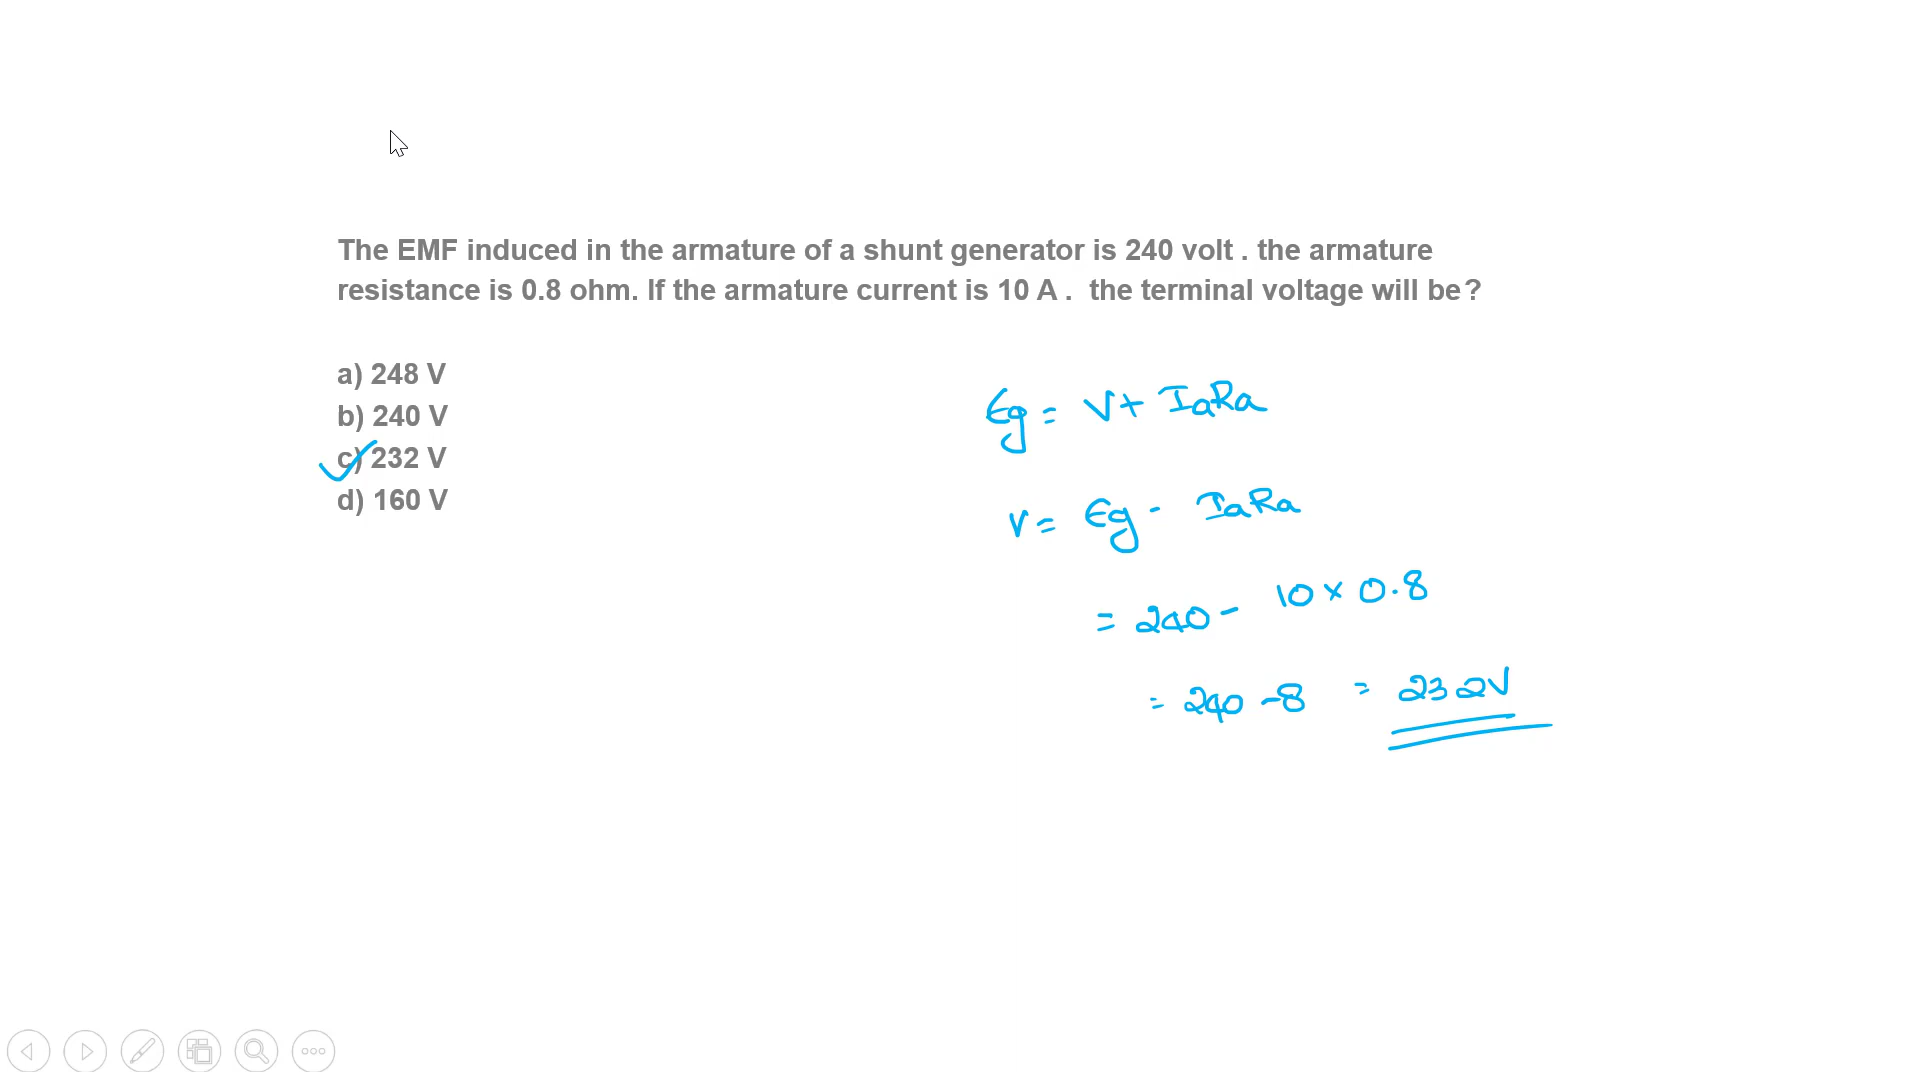 The EMF induced in the armature of a shunt generator is 240 volt . the armature
resistance is 0.8 ohm. If the armature current is 10 A .  the terminal voltage will be?
a) 248 V
b) 240 V
c) 232 V
d) 160 V
Eg = V + IaRa
V = Eg - IaRa
= 240 - 10 × 0.8
= 240 - 8 = 232V